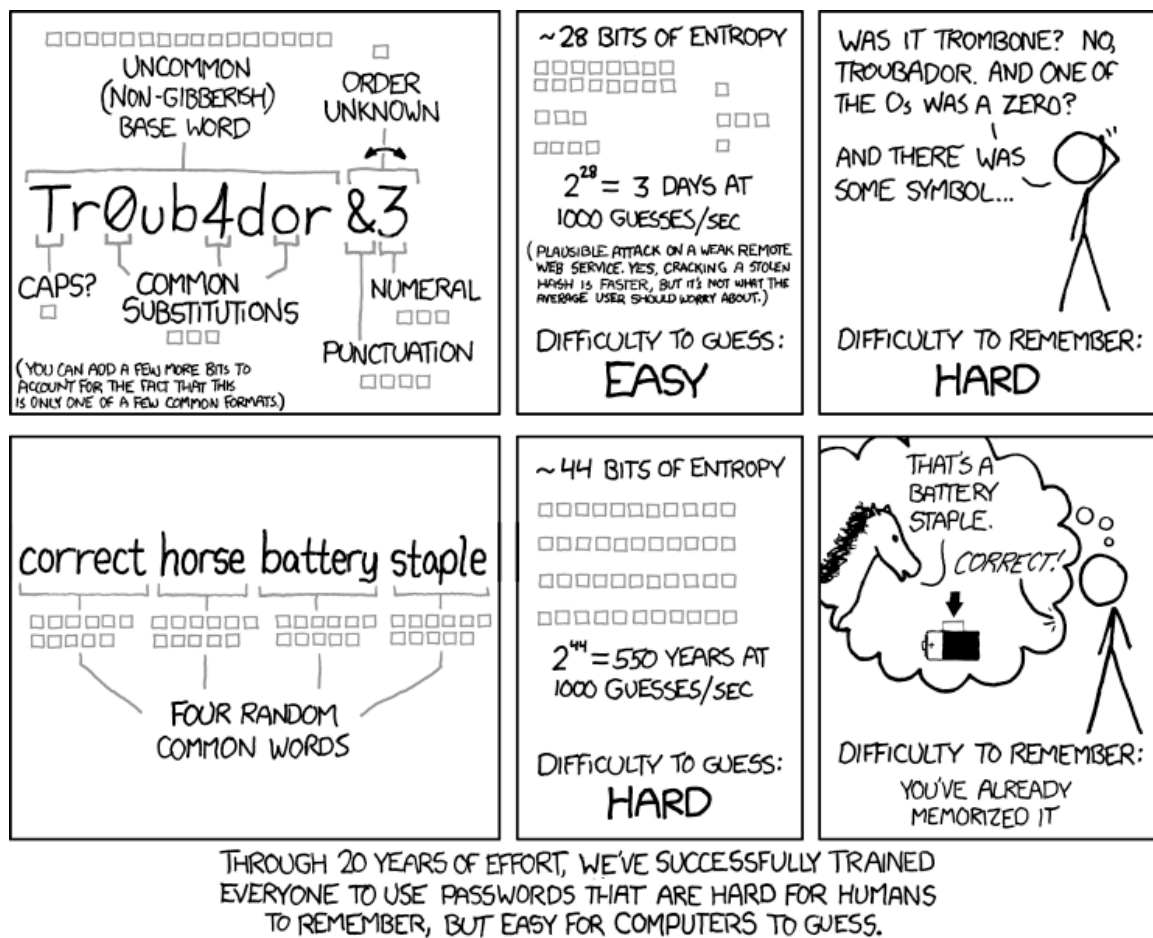 UNCOMMON
(NON-GIBBERISH)
BASE WORD
ORDER
UNKNOWN
Tr0ub4dor &3
CAPS?
COMMON
SUBSTITUTIONS
NUMERAL
PUNCTUATION
(YOU CAN ADD A FEW MORE BITS TO
ACCOUNT FOR THE FACT THAT THIS
IS ONLY ONE OF A FEW COMMON FORMATS.)
~28 BITS OF ENTROPY
2^28 = 3 DAYS AT
1000 GUESSES/SEC
(PLAUSIBLE ATTACK ON A WEAK REMOTE
WEB SERVICE. YES, CRACKING A STOLEN
HASH IS FASTER, BUT IT'S NOT WHAT THE
AVERAGE USER SHOULD WORRY ABOUT.)
DIFFICULTY TO GUESS:
EASY
WAS IT TROMBONE? NO,
TROUBADOR. AND ONE OF
THE Os WAS A ZERO?
AND THERE WAS
SOME SYMBOL...
DIFFICULTY TO REMEMBER:
HARD
correct horse battery staple
FOUR RANDOM
COMMON WORDS
~44 BITS OF ENTROPY
2^44 = 550 YEARS AT
1000 GUESSES/SEC
DIFFICULTY TO GUESS:
HARD
THAT'S A
BATTERY
STAPLE.
CORRECT!
+
DIFFICULTY TO REMEMBER:
YOU'VE ALREADY
MEMORIZED IT
THROUGH 20 YEARS OF EFFORT, WE'VE SUCCESSFULLY TRAINED
EVERYONE TO USE PASSWORDS THAT ARE HARD FOR HUMANS
TO REMEMBER, BUT EASY FOR COMPUTERS TO GUESS.